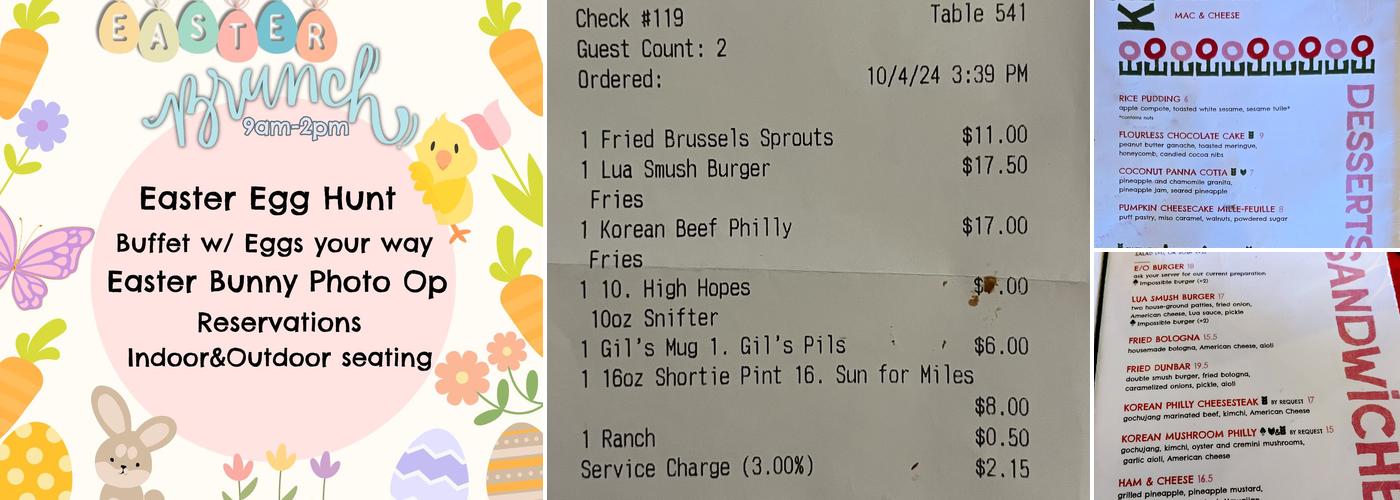 EASTER
Brunch
9am-2pm
Easter Egg Hunt
Buffet w/ Eggs your way
Easter Bunny Photo Op
Reservations
Indoor&Outdoor seating
Check #119 Table 541
Guest Count: 2
Ordered: 10/4/24 3:39 PM
1 Fried Brussels Sprouts $11.00
1 Lua Smush Burger $17.50
Fries
1 Korean Beef Philly $17.00
Fries
1 10. High Hopes .00
10oz Snifter
1 Gil's Mug 1. Gil's Pils $6.00
1 16oz Shortie Pint 16. Sun for Miles
$8.00
1 Ranch $0.50
Service Charge (3.00%) $2.15
MAC & CHEESE
DESSERTS
RICE PUDDING 6
apple compote, toasted white sesame, sesame tuile*
*contains nuts
FLOURLESS CHOCOLATE CAKE 9
peanut butter ganache, toasted meringue,
honeycomb, candied cocoa nibs
COCONUT PANNA COTTA 7
pineapple and chamomile granita,
pineapple jam, seared pineapple
PUMPKIN CHEESECAKE MILLE-FEUILLE 8
puff pastry, miso caramel, walnuts, powdered sugar
SANDWICHE
E/O BURGER 18
ask your server for our current preparation
Impossible burger (+2)
LUA SMUSH BURGER 17
two house-ground patties, fried onion,
American cheese, Lua sauce, pickle
Impossible burger (+2)
FRIED BOLOGNA 15.5
housemade bologna, American cheese, aioli
FRIED DUNBAR 19.5
double smush burger, fried bologna,
caramelized onions, pickle, aioli
KOREAN PHILLY CHEESESTEAK BY REQUEST 17
gochujang marinated beef, kimchi, American Cheese
KOREAN MUSHROOM PHILLY BY REQUEST 15
gochujang, kimchi, oyster and cremini mushrooms,
garlic aioli, American cheese
HAM & CHEESE 16.5
grilled pineapple, pineapple mustard,